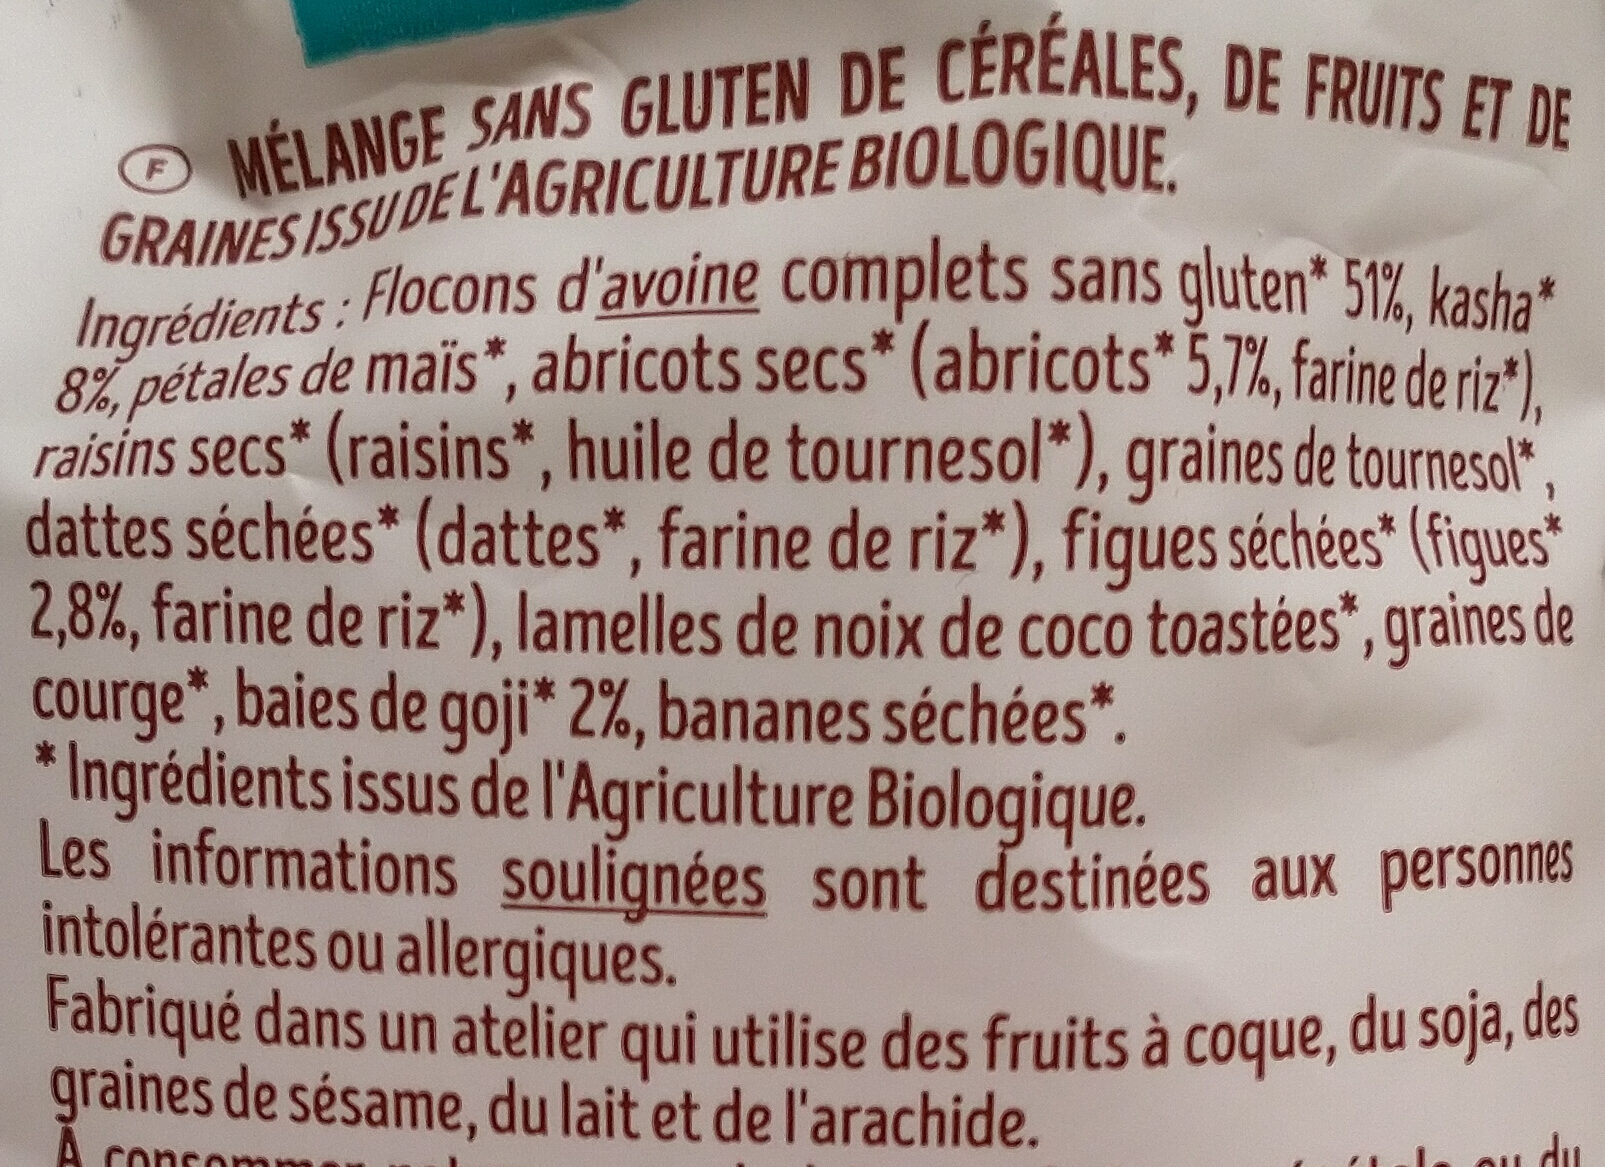 F MÉLANGE SANS GLUTEN DE CÉRÉALES, DE FRUITS ET DE
GRAINES ISSU DE L'AGRICULTURE BIOLOGIQUE.
Ingrédients : Flocons d'avoine complets sans gluten* 51%, kasha*
8%, pétales de maïs*, abricots secs* (abricots* 5,7%, farine de riz*),
raisins secs* (raisins*, huile de tournesol*), graines de tournesol*,
dattes séchées* (dattes*, farine de riz*), figues séchées* (figues*
2,8%, farine de riz*), lamelles de noix de coco toastées*, graines de
courge*, baies de goji* 2%, bananes séchées*.
* Ingrédients issus de l'Agriculture Biologique.
Les informations soulignées sont destinées aux personnes
intolérantes ou allergiques.
Fabriqué dans un atelier qui utilise des fruits à coque, du soja, des
graines de sésame, du lait et de l'arachide.
À consommer ou du